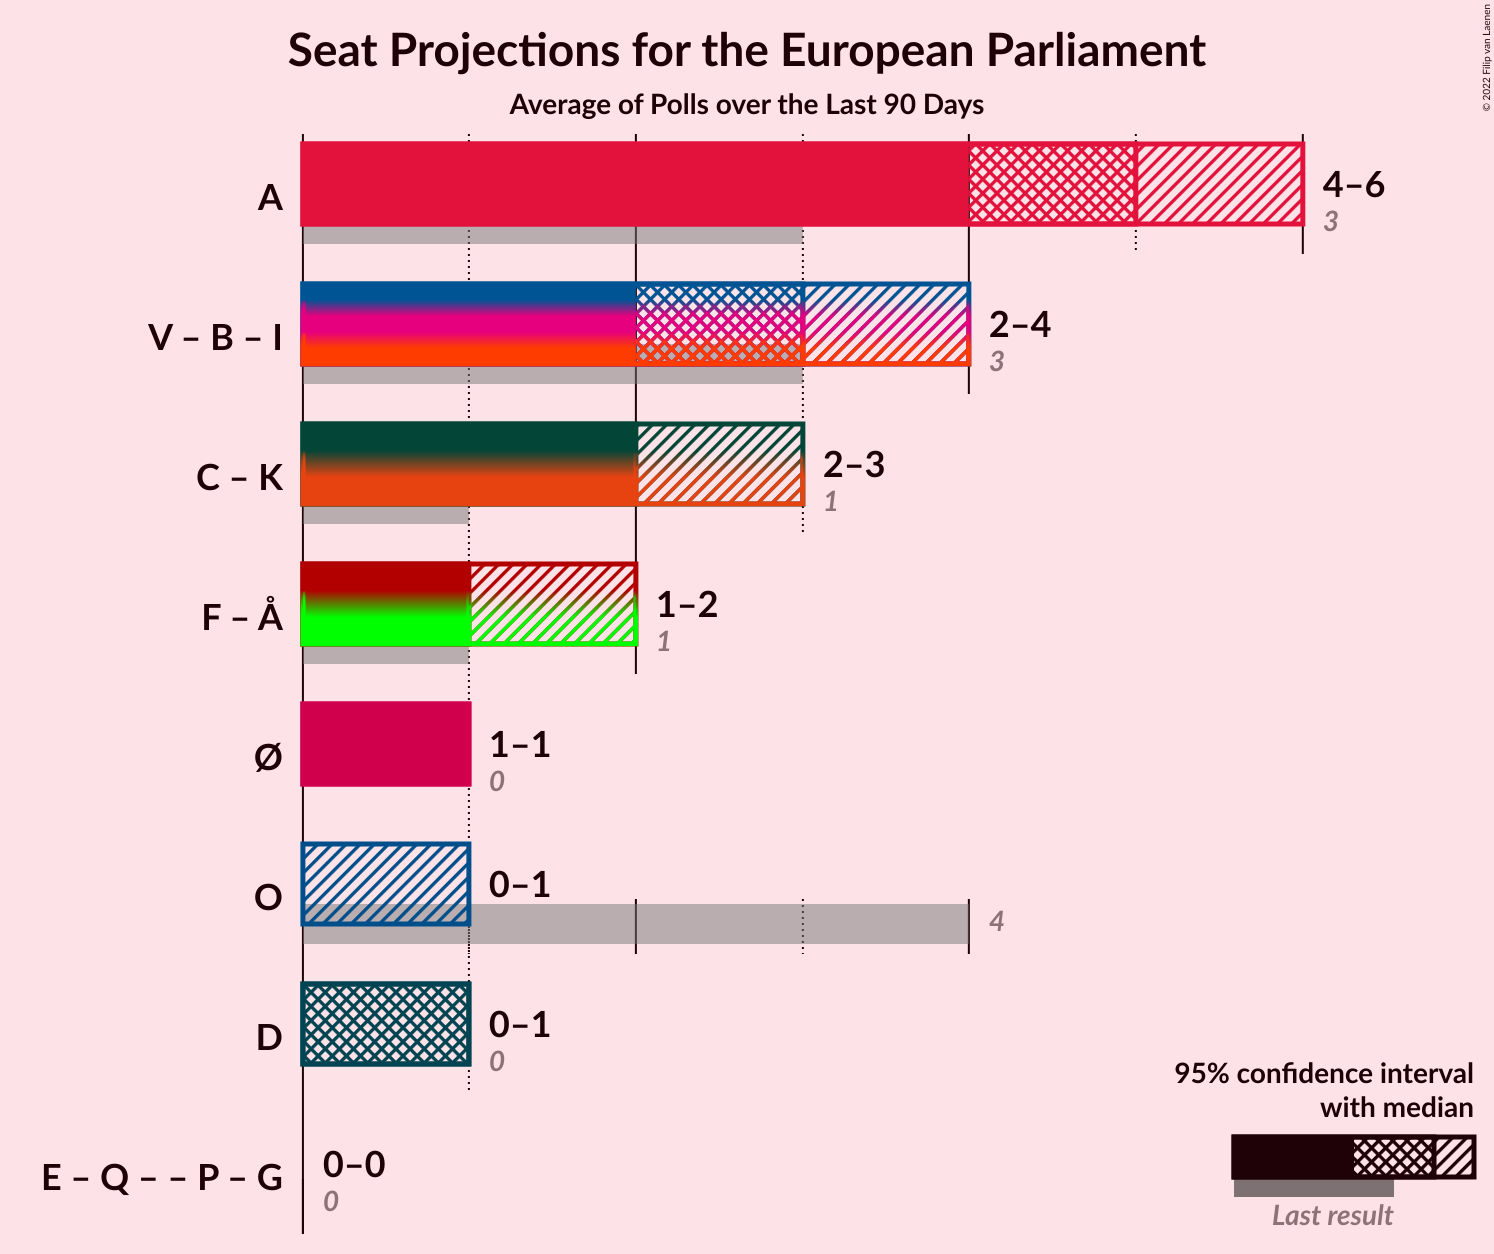 Seat Projections for the European Parliament
Average of Polls over the Last 90 Days
© 2022 Filip van Laenen
A
4–6
3
V – B – I
2–4
3
C – K
2–3
1
F – Å
1–2
1
Ø
1–1
0
O
0–1
4
D
0–1
0
E – Q – – P – G
0–0
0
95% confidence interval
with median
Last result